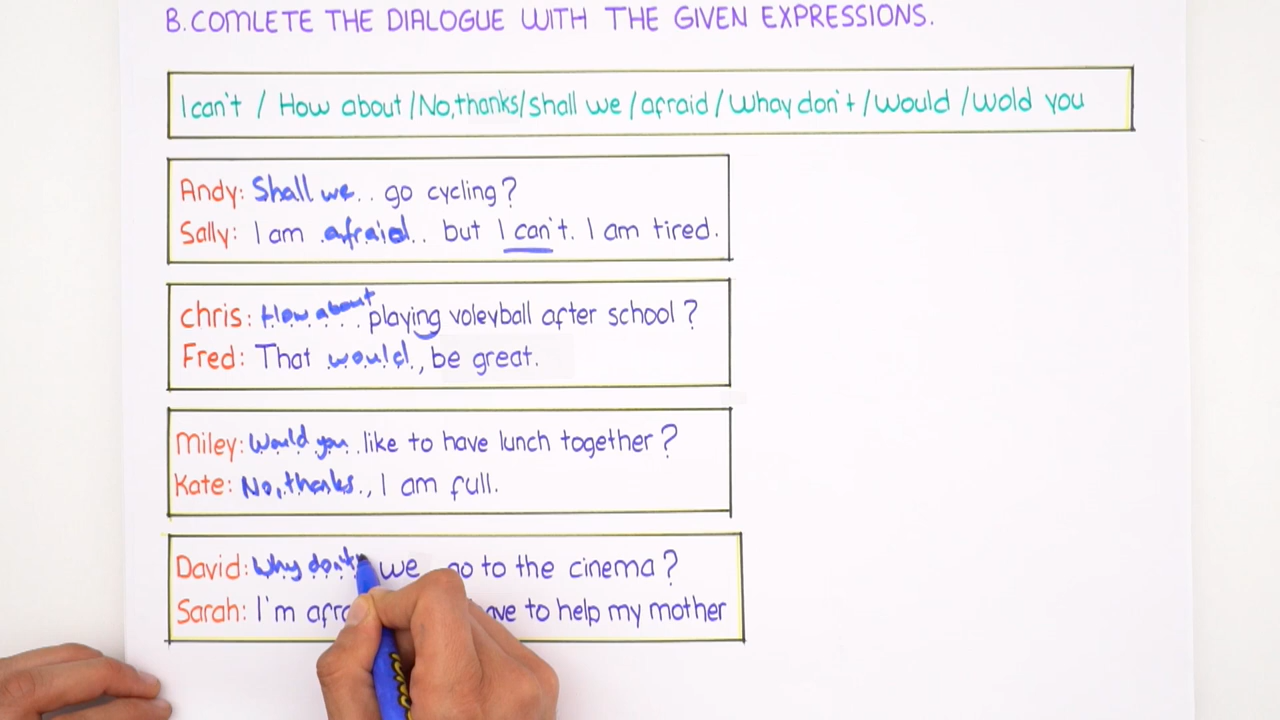 B. COMLETE THE DIALOGUE WITH THE GIVEN EXPRESSIONS.
I can't / How about / No, thanks / shall we / afraid / Whay don't / Would / Wold you
Andy: Shall we.. go cycling?
Sally: I am .afraid.. but I can't. I am tired.
chris: How about playing voleyball after school?
Fred: That would., be great.
Miley: Would you .like to have lunch together?
Kate: No, thanks., I am full.
David: Why don't we go to the cinema?
Sarah: I'm to help my mother